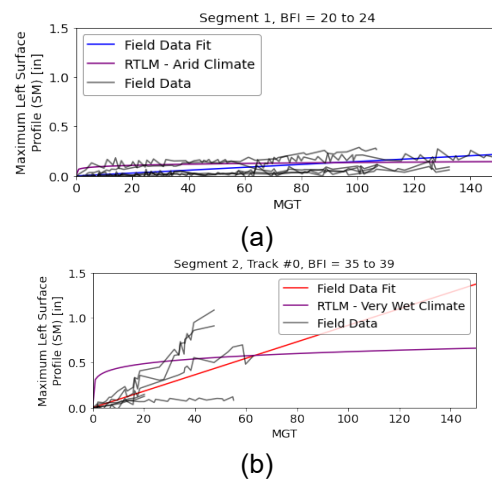 Segment 1, BFI = 20 to 24
Maximum Left Surface
Profile (SM) [in]
1.5
1.0
0.5
0.0
Field Data Fit
RTLM - Arid Climate
Field Data
0 20 40 60 80 100 120 140
MGT
(a)
Segment 2, Track #0, BFI = 35 to 39
Maximum Left Surface
Profile (SM) [in]
1.5
1.0
0.5
0.0
Field Data Fit
RTLM - Very Wet Climate
Field Data
0 20 40 60 80 100 120 140
MGT
(b)